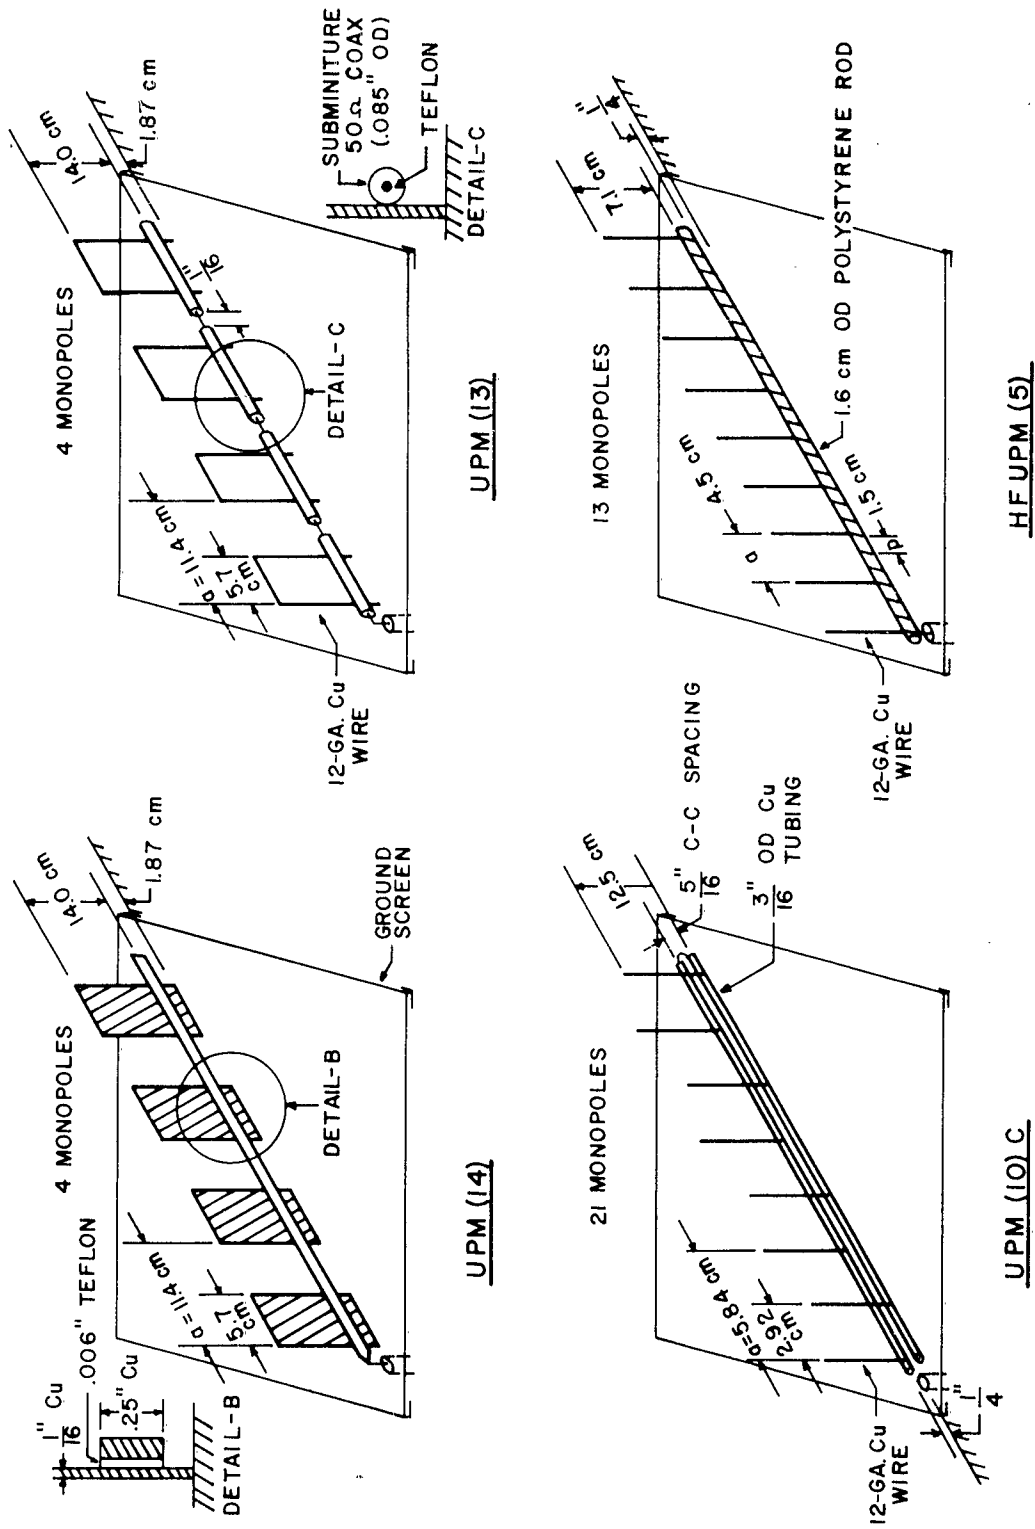 1"/16 Cu
.006" TEFLON
.25" Cu
DETAIL-B
4 MONOPOLES
14.0 cm
1.87 cm
a = 11.4 cm
5.7
cm
DETAIL-B
GROUND
SCREEN
UPM (14)
4 MONOPOLES
14.0 cm
1.87 cm
a = 11.4 cm
5.7
cm
1"/16
12-GA. Cu
WIRE
DETAIL-C
SUBMINITURE
50Ω COAX
(.085" OD)
TEFLON
DETAIL-C
UPM (13)
21 MONOPOLES
12.5 cm
5"/16 C-C SPACING
3"/16 OD Cu
TUBING
a=5.84 cm
2.92
cm
12-GA. Cu
WIRE
1"/4
UPM (10) C
13 MONOPOLES
7.1 cm
1"/4
4.5 cm
a
1.5 cm
d
12-GA. Cu
WIRE
1.6 cm OD POLYSTYRENE ROD
HF UPM (5)